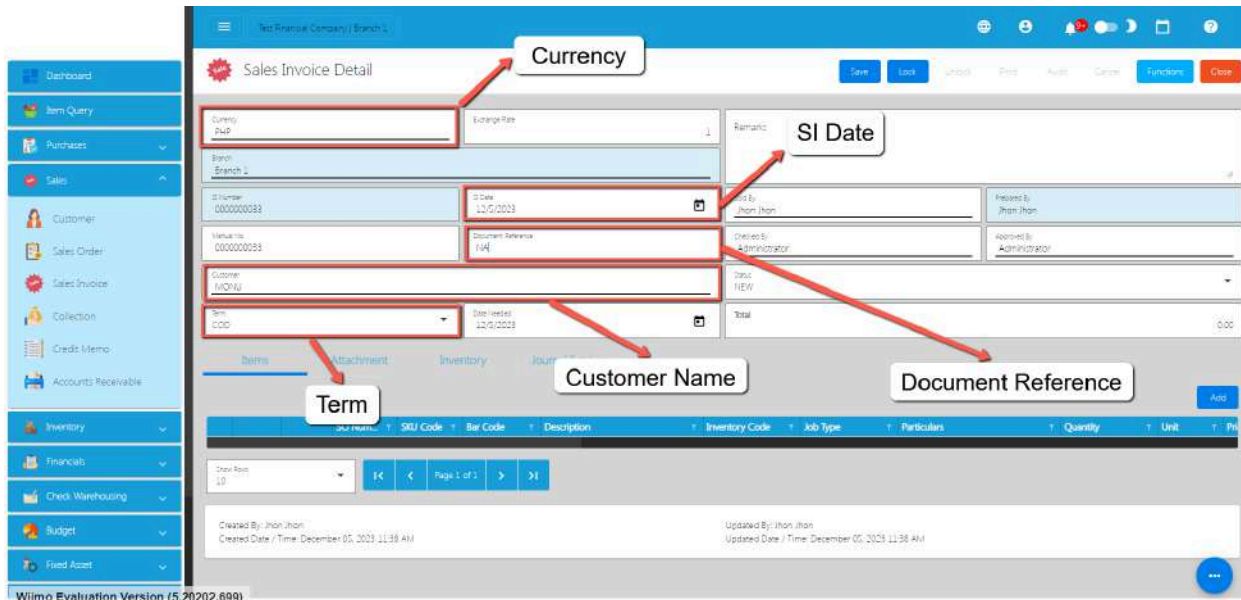 Test Financial Company | Branch 1
9+
Currency
Dashboard
Sales Invoice Detail
Save
Lock
Unlock
Print
Audit
Cancel
Functions
Close
Item Query
Purchases
Sales
Customer
Sales Order
Sales Invoice
Collection
Credit Memo
Accounts Receivable
Inventory
Financials
Check Warehousing
Budget
Fixed Asset
Currency
PHP
Exchange Rate
1
Remarks
SI Date
Branch
Branch 1
SI Number
0000000033
SI Date
12/5/2023
Sold By
Jhon Jhon
Prepared By
Jhon Jhon
Manual No.
0000000033
Document Reference
NA
Checked By
Administrator
Approved By
Administrator
Customer
MONU
Status
NEW
Term
COD
Date Needed
12/5/2023
Total
0.00
Items
Attachment
Inventory
Customer Name
Document Reference
Term
Add
SO Num...
SKU Code
Bar Code
Description
Inventory Code
Job Type
Particulars
Quantity
Unit
Show Rows
10
Page 1 of 1
Created By: Jhon Jhon
Created Date / Time: December 05, 2023 11:38 AM
Updated By: Jhon Jhon
Updated Date / Time: December 05, 2023 11:38 AM
Wiimo Evaluation Version (5.20202.699)